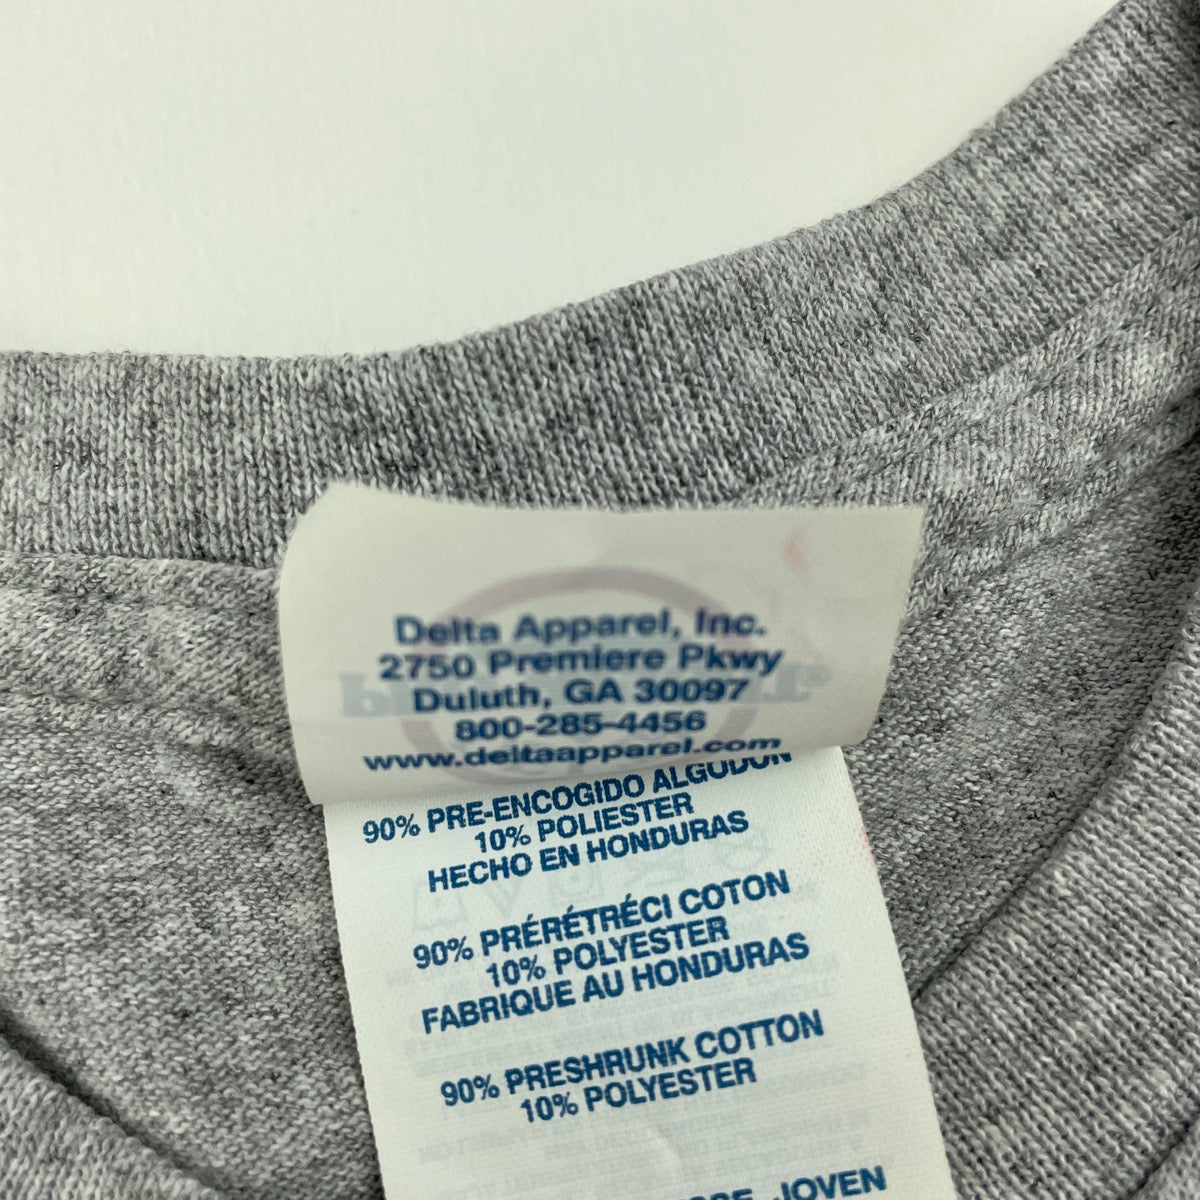 Delta Apparel, Inc.
2750 Premiere Pkwy
Duluth, GA 30097
800-285-4456
www.deltaapparel.com
90% PRE-ENCOGIDO ALGODON
10% POLIESTER
HECHO EN HONDURAS
90% PRÉRÉTRÉCI COTON
10% POLYESTER
FABRIQUE AU HONDURAS
90% PRESHRUNK COTTON
10% POLYESTER
JOVEN